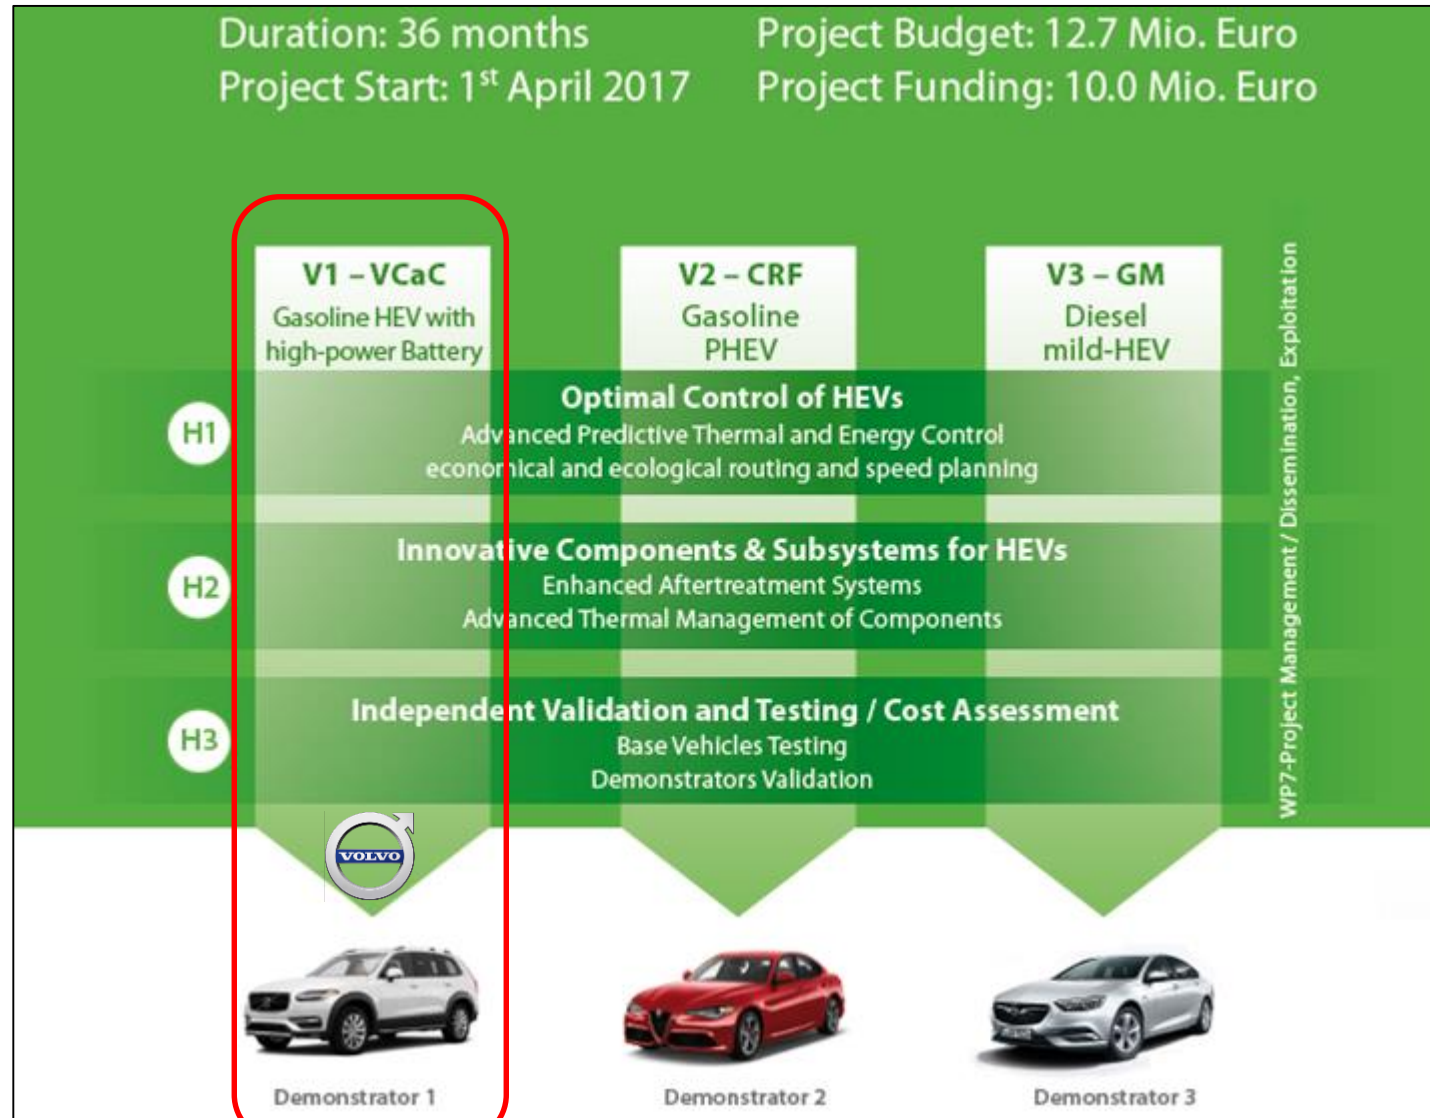 Duration: 36 months
Project Start: 1st April 2017
Project Budget: 12.7 Mio. Euro
Project Funding: 10.0 Mio. Euro
V1 – VCaC
Gasoline HEV with
high-power Battery
V2 – CRF
Gasoline
PHEV
V3 – GM
Diesel
mild-HEV
H1
Optimal Control of HEVs
Advanced Predictive Thermal and Energy Control
economical and ecological routing and speed planning
H2
Innovative Components & Subsystems for HEVs
Enhanced Aftertreatment Systems
Advanced Thermal Management of Components
H3
Independent Validation and Testing / Cost Assessment
Base Vehicles Testing
Demonstrators Validation
WP7-Project Management / Dissemination, Exploitation
VOLVO
Demonstrator 1
Demonstrator 2
Demonstrator 3